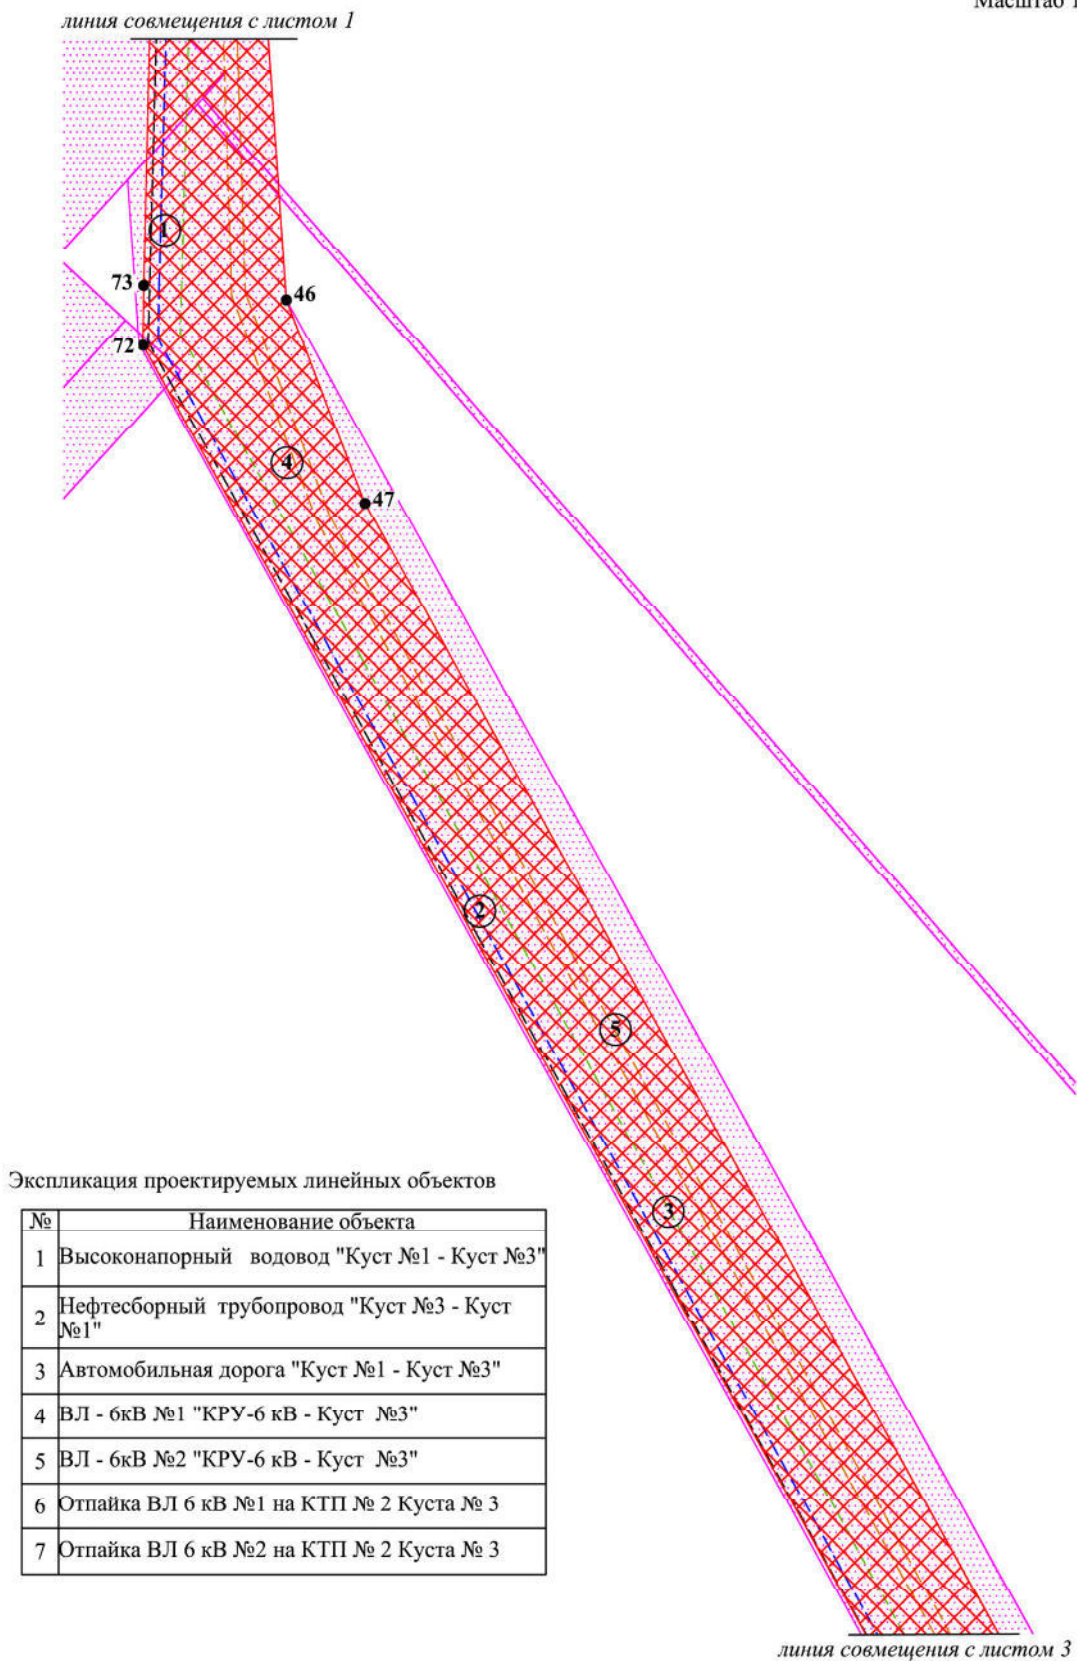 Масштаб 1
линия совмещения с листом 1
1
73
46
72
4
47
2
5
3
Экспликация проектируемых линейных объектов
№ Наименование объекта
1 Высоконапорный водовод "Куст №1 - Куст №3"
2 Нефтесборный трубопровод "Куст №3 - Куст
№1"
3 Автомобильная дорога "Куст №1 - Куст №3"
4 ВЛ - 6кВ №1 "КРУ-6 кВ - Куст №3"
5 ВЛ - 6кВ №2 "КРУ-6 кВ - Куст №3"
6 Отпайка ВЛ 6 кВ №1 на КТП № 2 Куста № 3
7 Отпайка ВЛ 6 кВ №2 на КТП № 2 Куста № 3
линия совмещения с листом 3